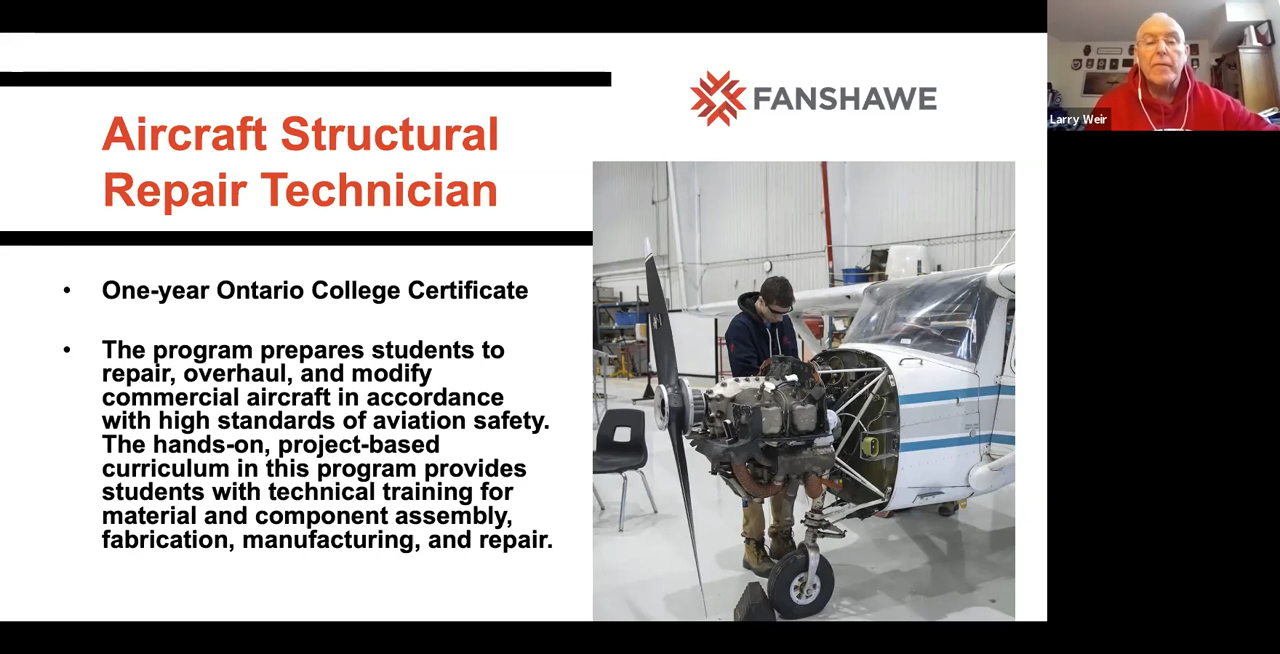 FANSHAWE
Larry Weir
Aircraft Structural
Repair Technician
• One-year Ontario College Certificate
• The program prepares students to
repair, overhaul, and modify
commercial aircraft in accordance
with high standards of aviation safety.
The hands-on, project-based
curriculum in this program provides
students with technical training for
material and component assembly,
fabrication, manufacturing, and repair.